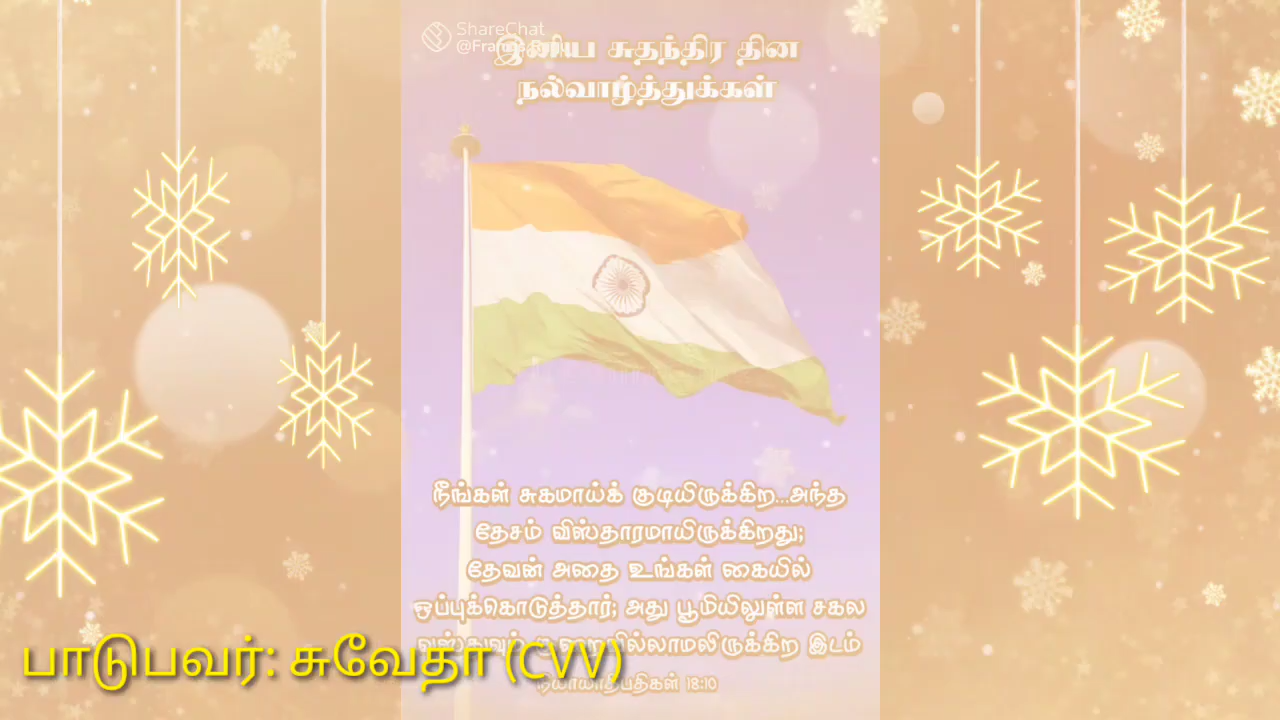 ShareChat
இனிய சுதந்திர தின
நல்வாழ்த்துக்கள்
நீங்கள் சுகமாய்க் குடியிருக்கிற...அந்த
தேசம் விஸ்தாரமாயிருக்கிறது;
தேவன் அதை உங்கள் கையில்
ஒப்புக்கொடுத்தார்; அது பூமியிலுள்ள சகல
வஸ்துவும் குறைவில்லாமலிருக்கிற இடம்
நியாயாதிபதிகள் 18:10
பாடுபவர்: சுவேதா (CVV)